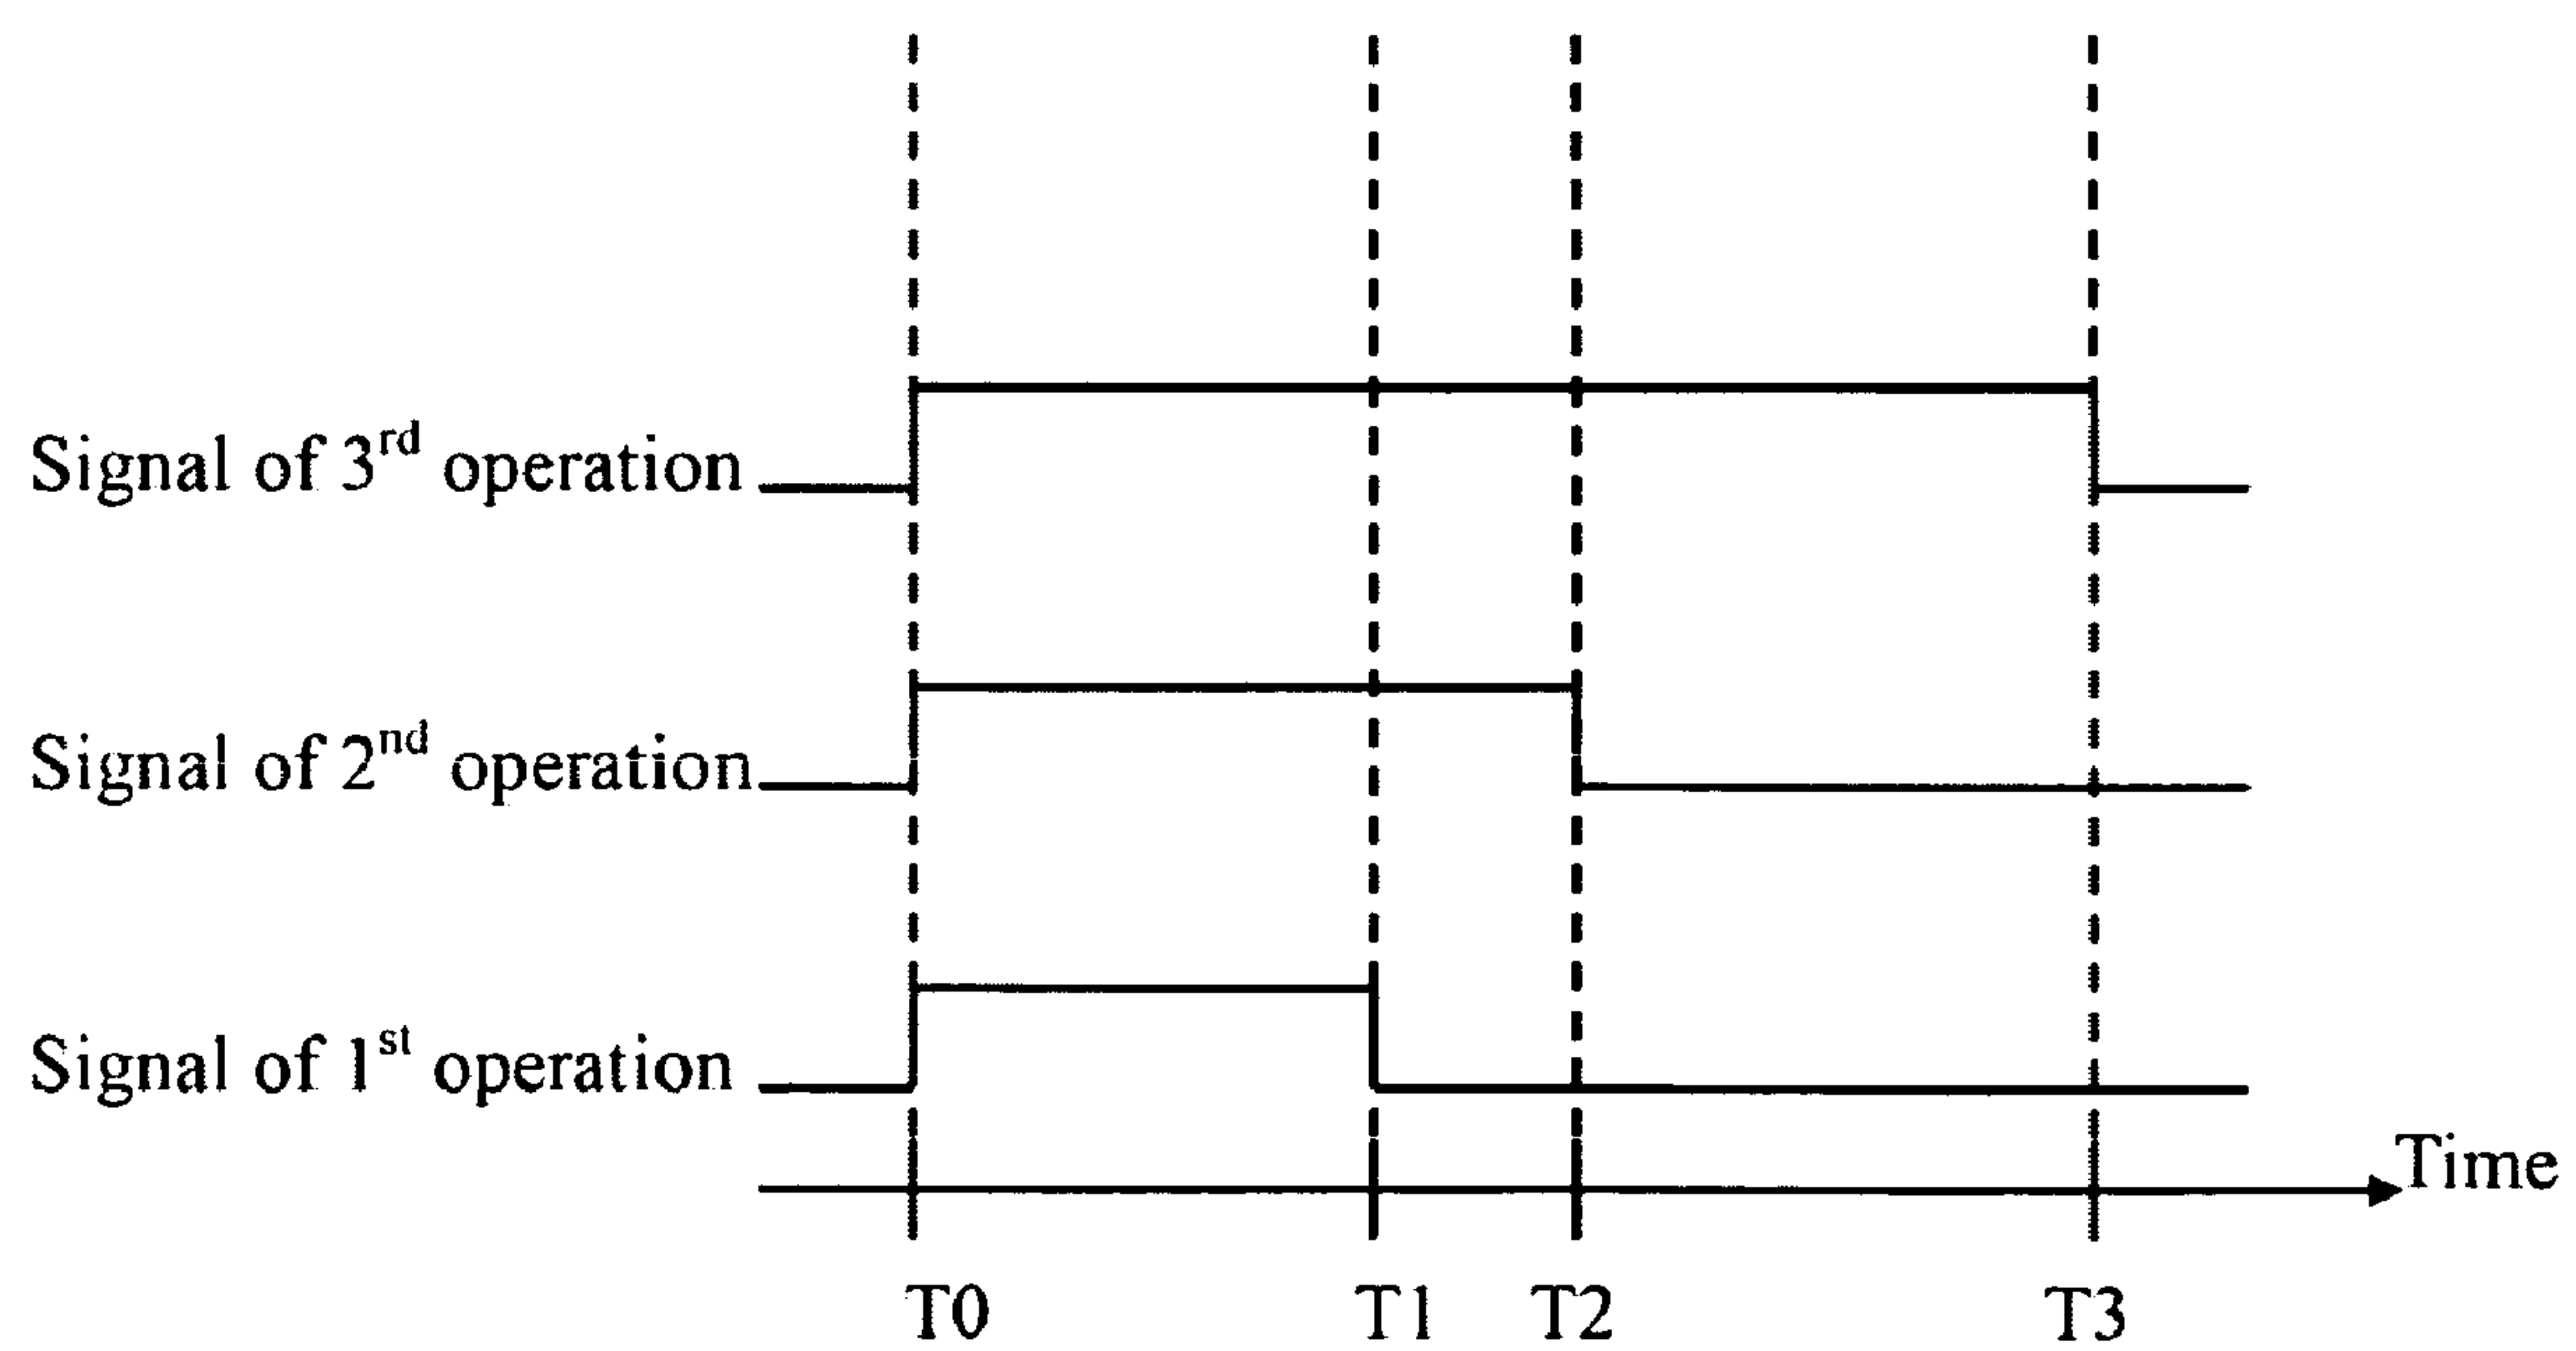 Signal of 3rd operation
Signal of 2nd operation
Signal of 1st operation
Time
T0 T1 T2 T3